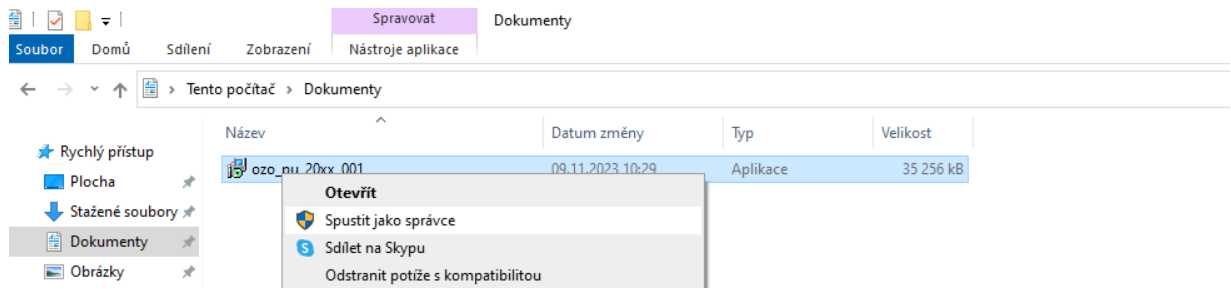 Spravovat Dokumenty
Soubor Domů Sdílení Zobrazení Nástroje aplikace
Tento počítač Dokumenty
Název Datum změny Typ Velikost
Rychlý přístup
ozo_nu_20xx_001 09.11.2023 10:29 Aplikace 35 256 kB
Plocha
Otevřít
Stažené soubory
Spustit jako správce
Dokumenty
Sdílet na Skypu
Obrázky
Odstranit potíže s kompatibilitou